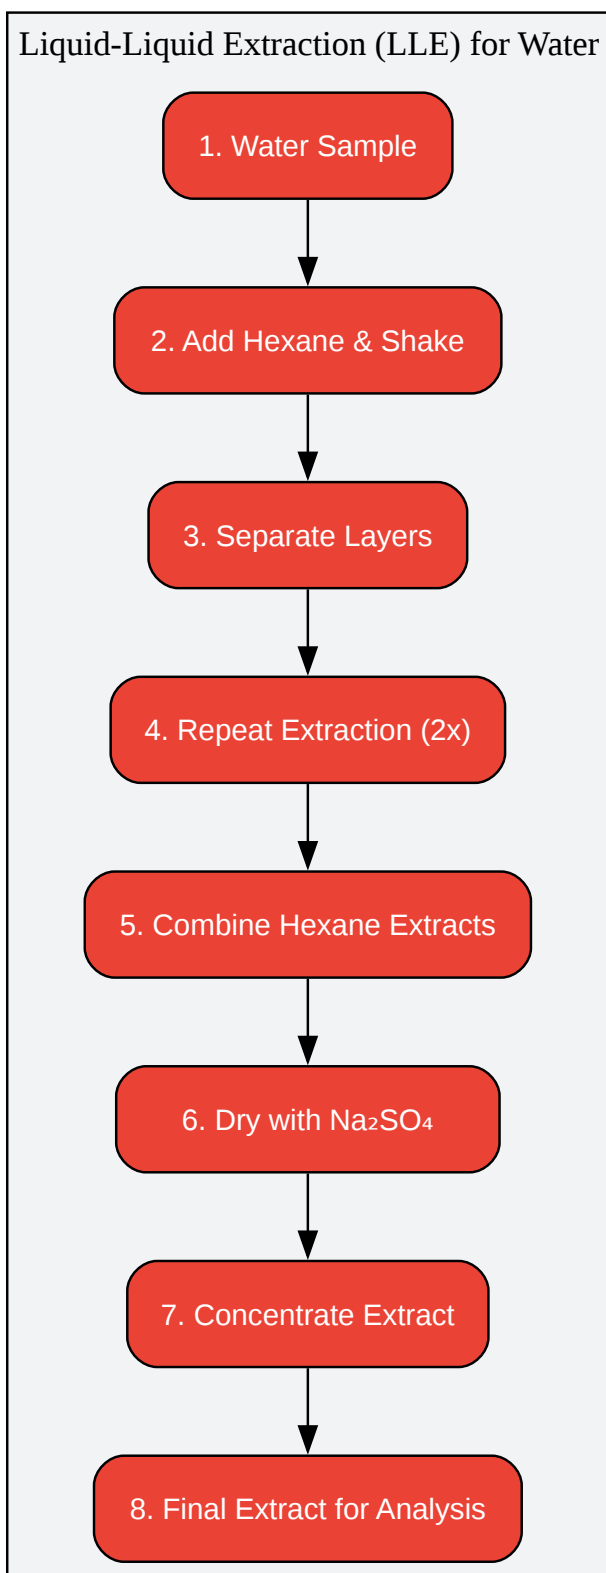 Liquid-Liquid Extraction (LLE) for Water
1. Water Sample
2. Add Hexane & Shake
3. Separate Layers
4. Repeat Extraction (2x)
5. Combine Hexane Extracts
6. Dry with Na₂SO₄
7. Concentrate Extract
8. Final Extract for Analysis